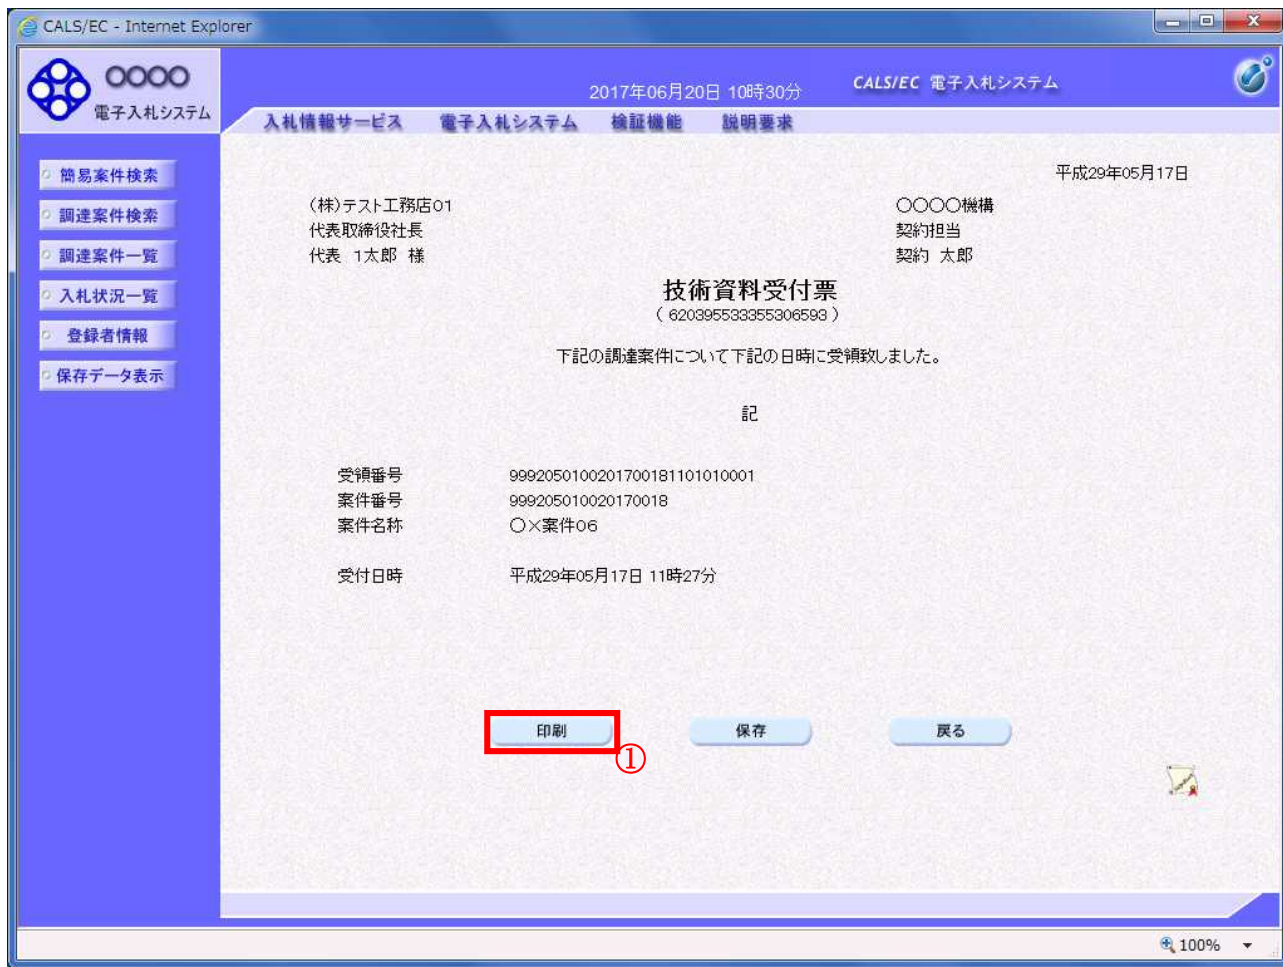 CALS/EC - Internet Explorer
○○○○
電子入札システム
2017年06月20日 10時30分
CALS/EC 電子入札システム
入札情報サービス 電子入札システム 検証機能 説明要求
簡易案件検索
調達案件検索
調達案件一覧
入札状況一覧
登録者情報
保存データ表示
平成29年05月17日
(株)テスト工務店01
代表取締役社長
代表 1太郎 様
〇〇〇〇機構
契約担当
契約 太郎
技術資料受付票
( 620395533355306593 )
下記の調達案件について下記の日時に受領致しました。
記
受領番号 99920501002017001811010​10001
案件番号 999205010020170018
案件名称 〇×案件06
受付日時 平成29年05月17日 11時27分
印刷 保存 戻る
①
100%